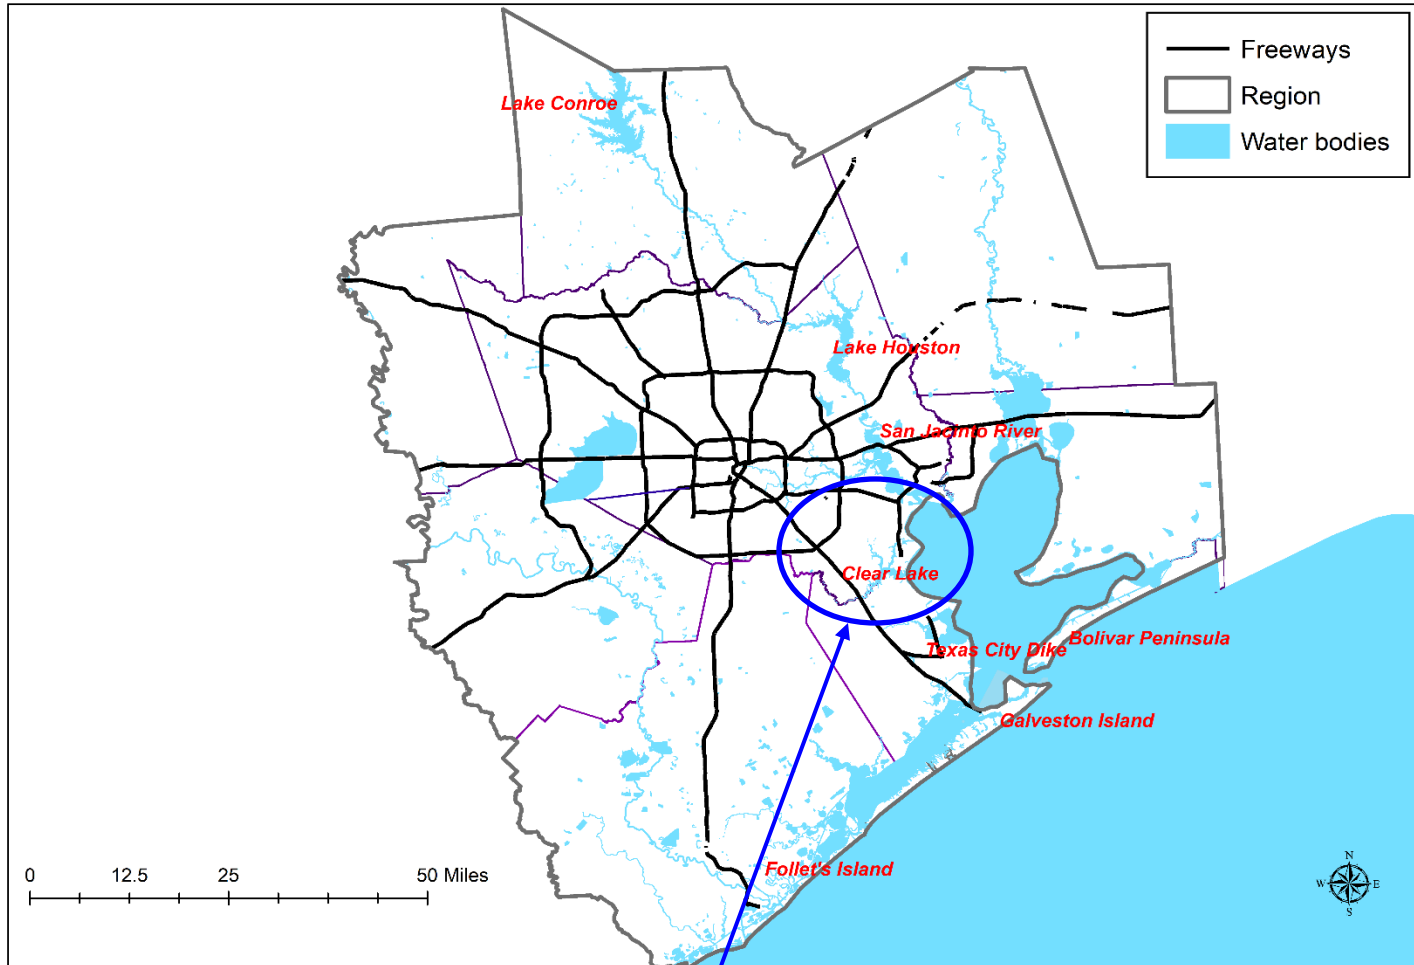 Freeways
Region
Water bodies
Lake Conroe
Lake Houston
San Jacinto River
Clear Lake
Bolivar Peninsula
Texas City Dike
Galveston Island
Follet's Island
0 12.5 25 50 Miles
N
W E
S